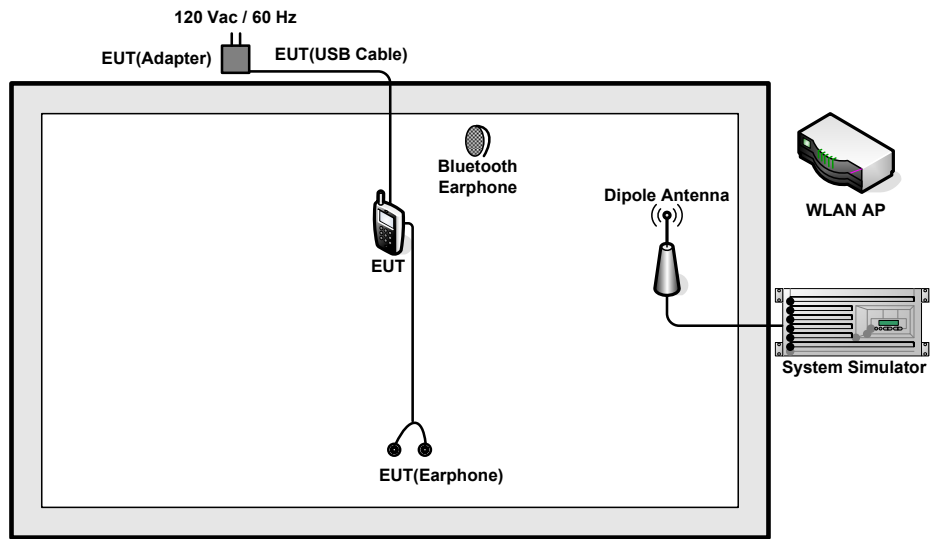 120 Vac / 60 Hz
EUT(Adapter)
EUT(USB Cable)
Bluetooth
Earphone
Dipole Antenna
WLAN AP
EUT
System Simulator
EUT(Earphone)